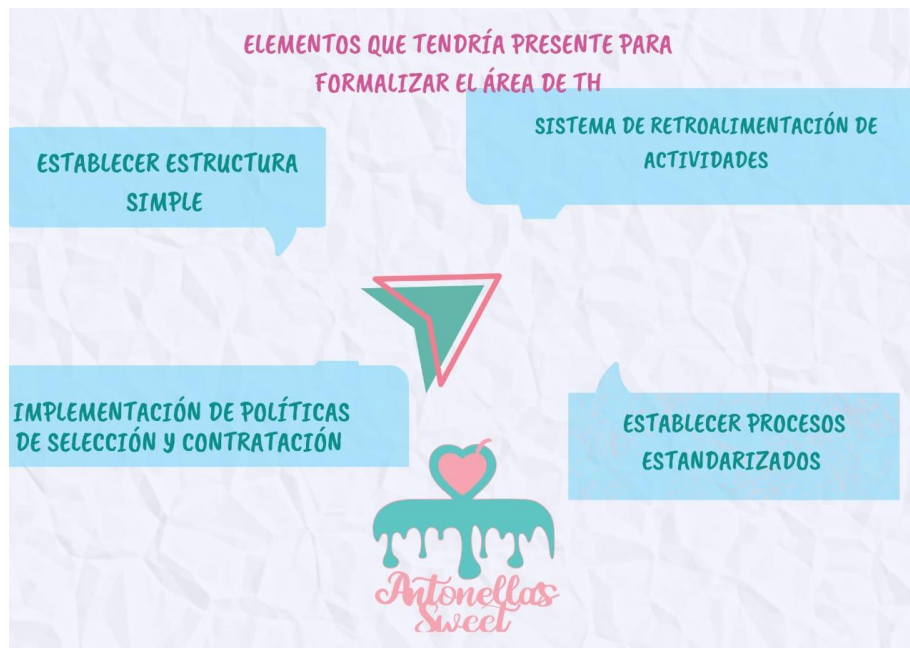 ELEMENTOS QUE TENDRÍA PRESENTE PARA
FORMALIZAR EL ÁREA DE TH
ESTABLECER ESTRUCTURA
SIMPLE
SISTEMA DE RETROALIMENTACIÓN DE
ACTIVIDADES
IMPLEMENTACIÓN DE POLÍTICAS
DE SELECCIÓN Y CONTRATACIÓN
ESTABLECER PROCESOS
ESTANDARIZADOS
Antonellas
Sweet